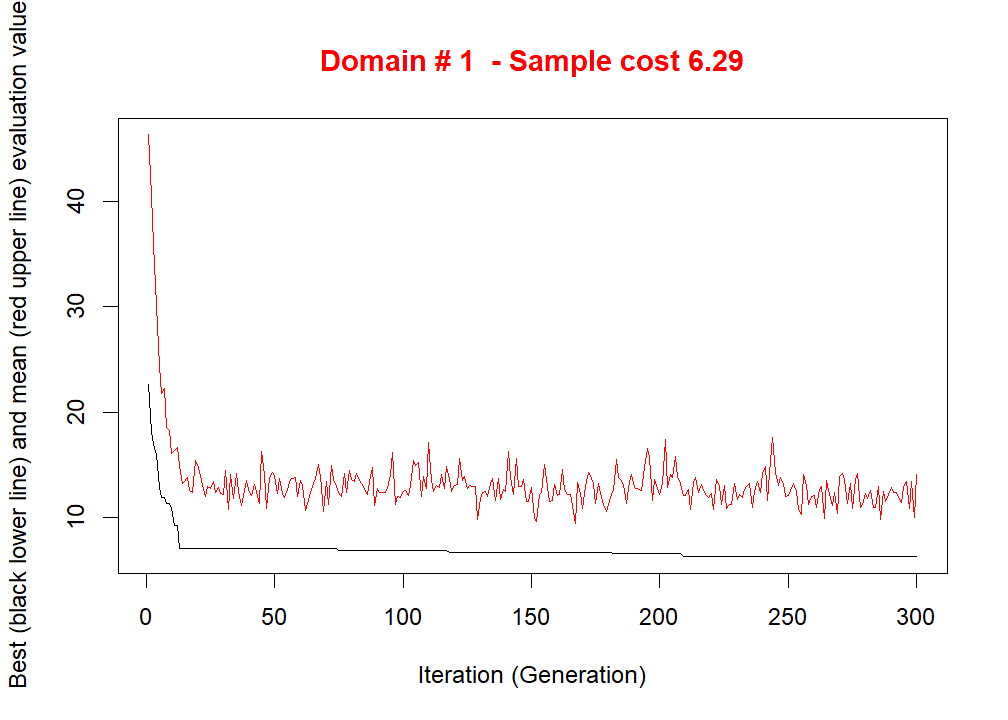 Domain # 1  - Sample cost 6.29
Best (black lower line) and mean (red upper line) evaluation value
40
30
20
10
0 50 100 150 200 250 300
Iteration (Generation)